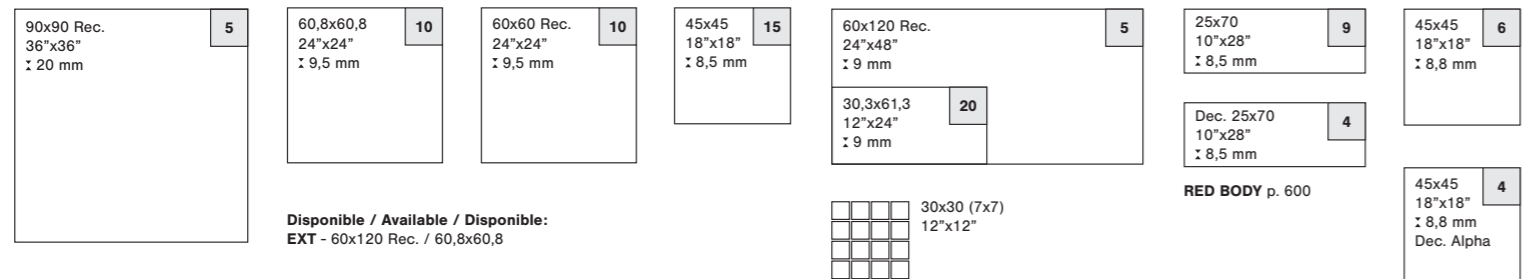 90x90 Rec.
36”x36”
20 mm
5
60,8x60,8
24”x24”
9,5 mm
10
60x60 Rec.
24”x24”
9,5 mm
10
45x45
18”x18”
8,5 mm
15
60x120 Rec.
24”x48”
9 mm
5
30,3x61,3
12”x24”
9 mm
20
25x70
10”x28”
8,5 mm
9
Dec. 25x70
10”x28”
8,5 mm
4
RED BODY p. 600
45x45
18”x18”
8,8 mm
6
45x45
18”x18”
8,8 mm
Dec. Alpha
4
Disponible / Available / Disponible:
EXT - 60x120 Rec. / 60,8x60,8
30x30 (7x7)
12”x12”